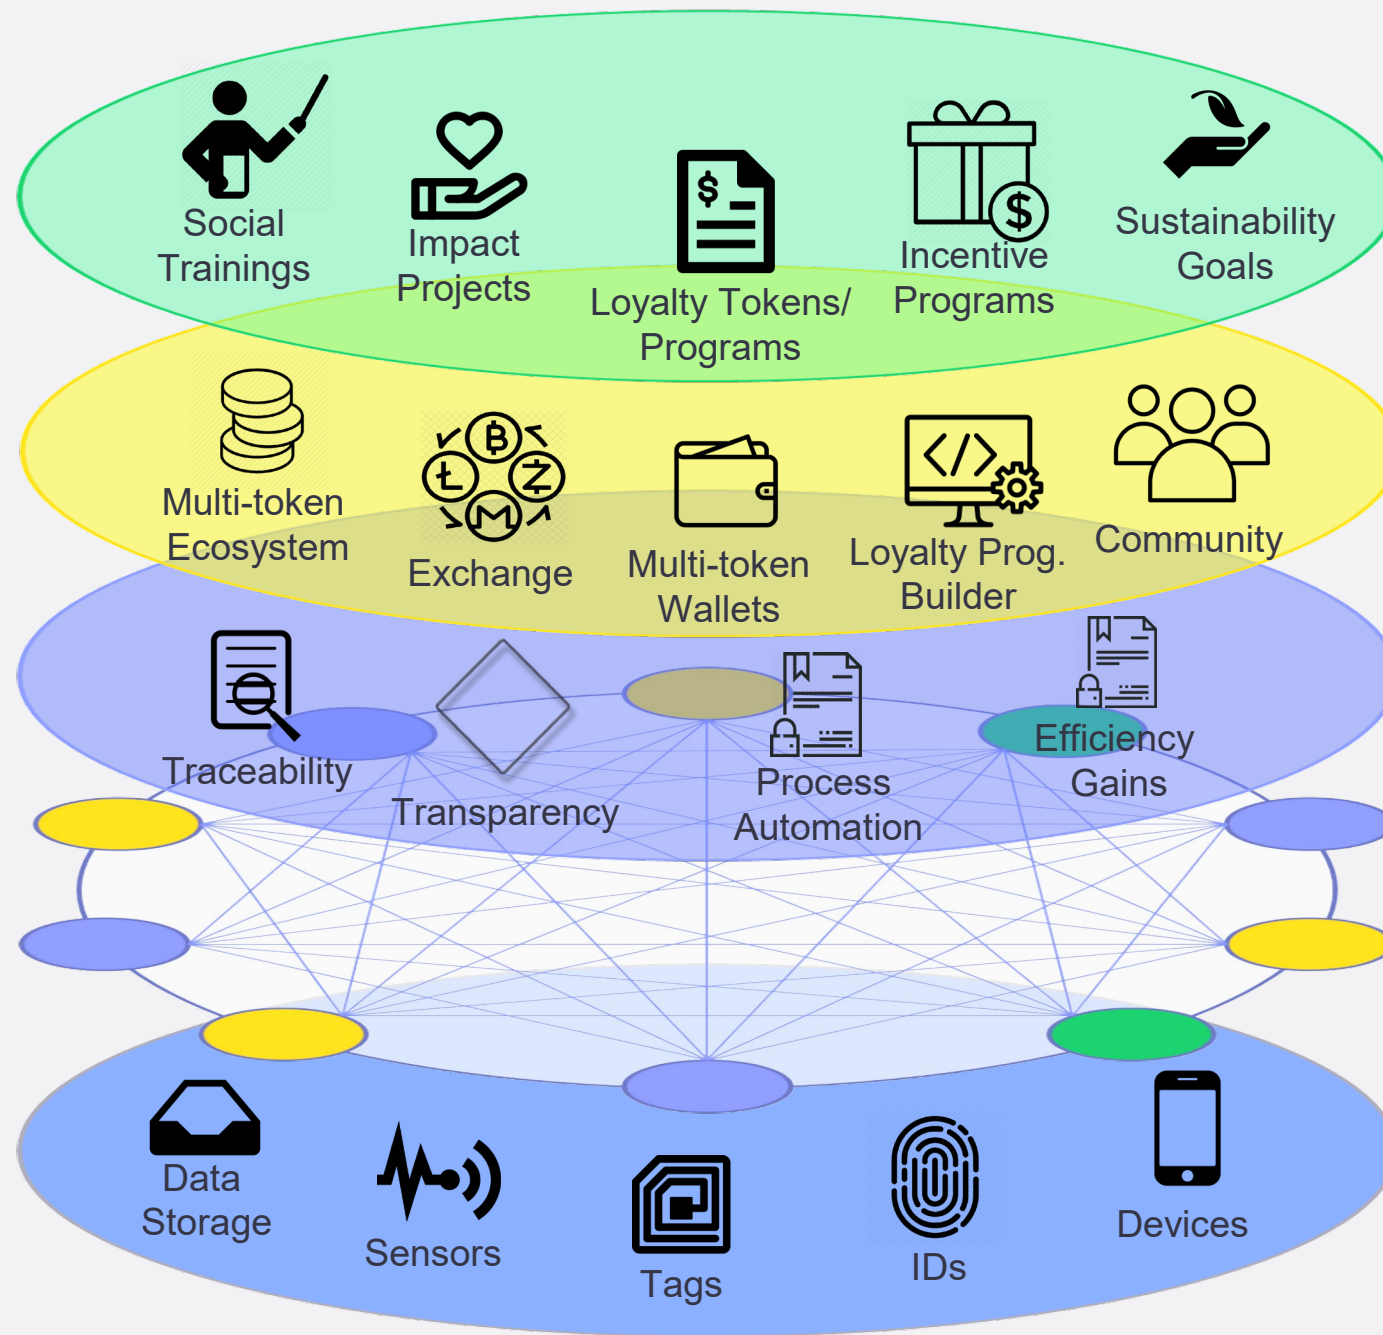 Social
Trainings
Impact
Projects
$
Loyalty Tokens/
Programs
$
Incentive
Programs
Sustainability
Goals
Multi-token
Ecosystem
Exchange
Multi-token
Wallets
</>
Loyalty Prog.
Builder
Community
Traceability
Transparency
Process
Automation
Efficiency
Gains
Data
Storage
Sensors
Tags
IDs
Devices